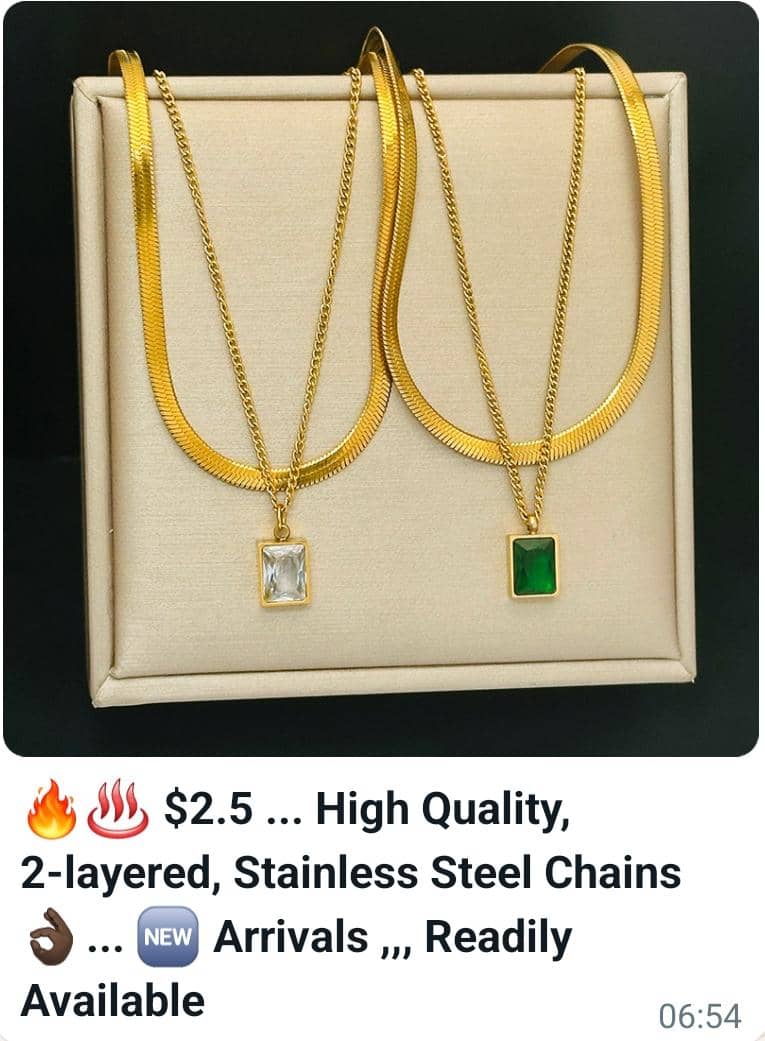 🔥♨️ $2.5 ... High Quality,
2-layered, Stainless Steel Chains
👌🏿 ... 🆕 Arrivals ,,, Readily
Available
06:54